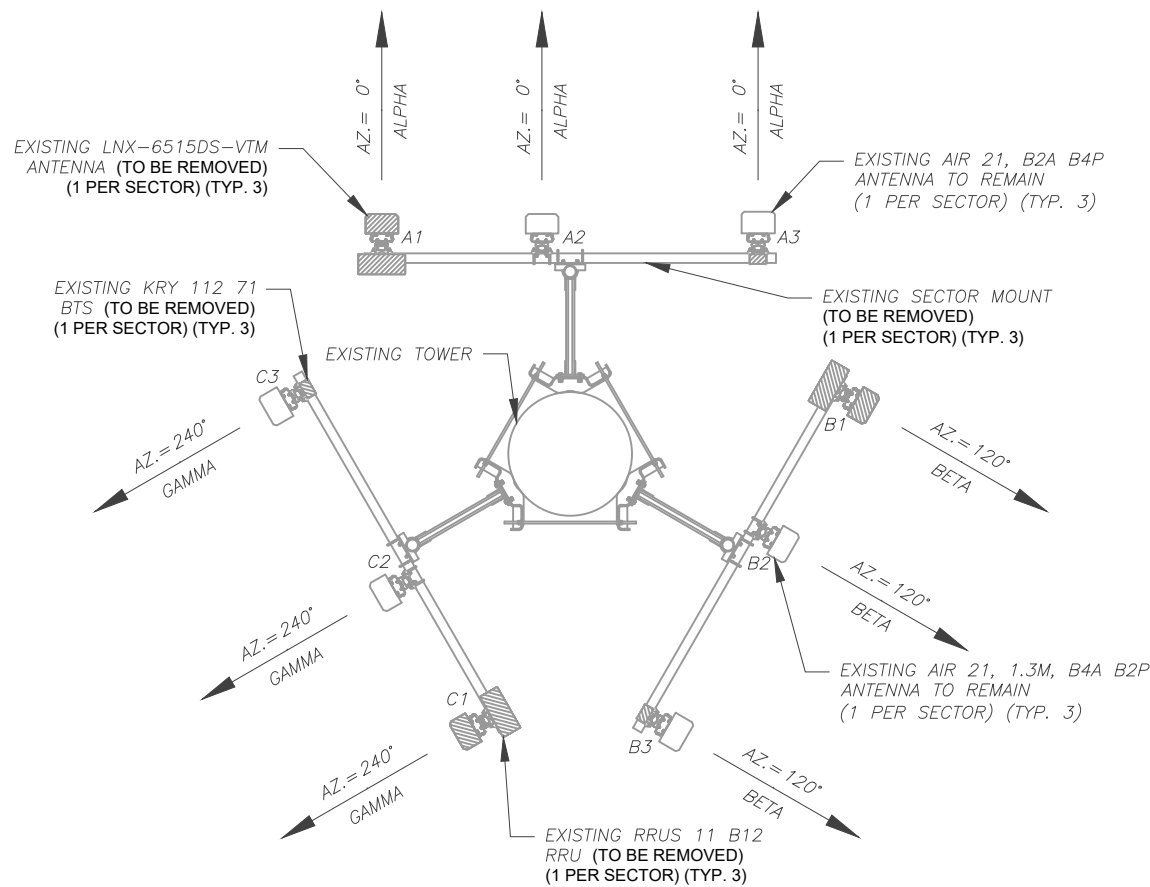 AZ.= 0°
ALPHA
AZ.= 0°
ALPHA
AZ.= 0°
ALPHA
EXISTING LNX-6515DS-VTM
ANTENNA (TO BE REMOVED)
(1 PER SECTOR) (TYP. 3)
EXISTING AIR 21, B2A B4P
ANTENNA TO REMAIN
(1 PER SECTOR) (TYP. 3)
A1
A2
A3
EXISTING KRY 112 71
BTS (TO BE REMOVED)
(1 PER SECTOR) (TYP. 3)
EXISTING SECTOR MOUNT
(TO BE REMOVED)
(1 PER SECTOR) (TYP. 3)
EXISTING TOWER
C3
B1
AZ.=240°
GAMMA
AZ.=120°
BETA
C2
B2
AZ.=240°
GAMMA
AZ.=120°
BETA
EXISTING AIR 21, 1.3M, B4A B2P
ANTENNA TO REMAIN
(1 PER SECTOR) (TYP. 3)
C1
B3
AZ.=240°
GAMMA
AZ.=120°
BETA
EXISTING RRUS 11 B12
RRU (TO BE REMOVED)
(1 PER SECTOR) (TYP. 3)